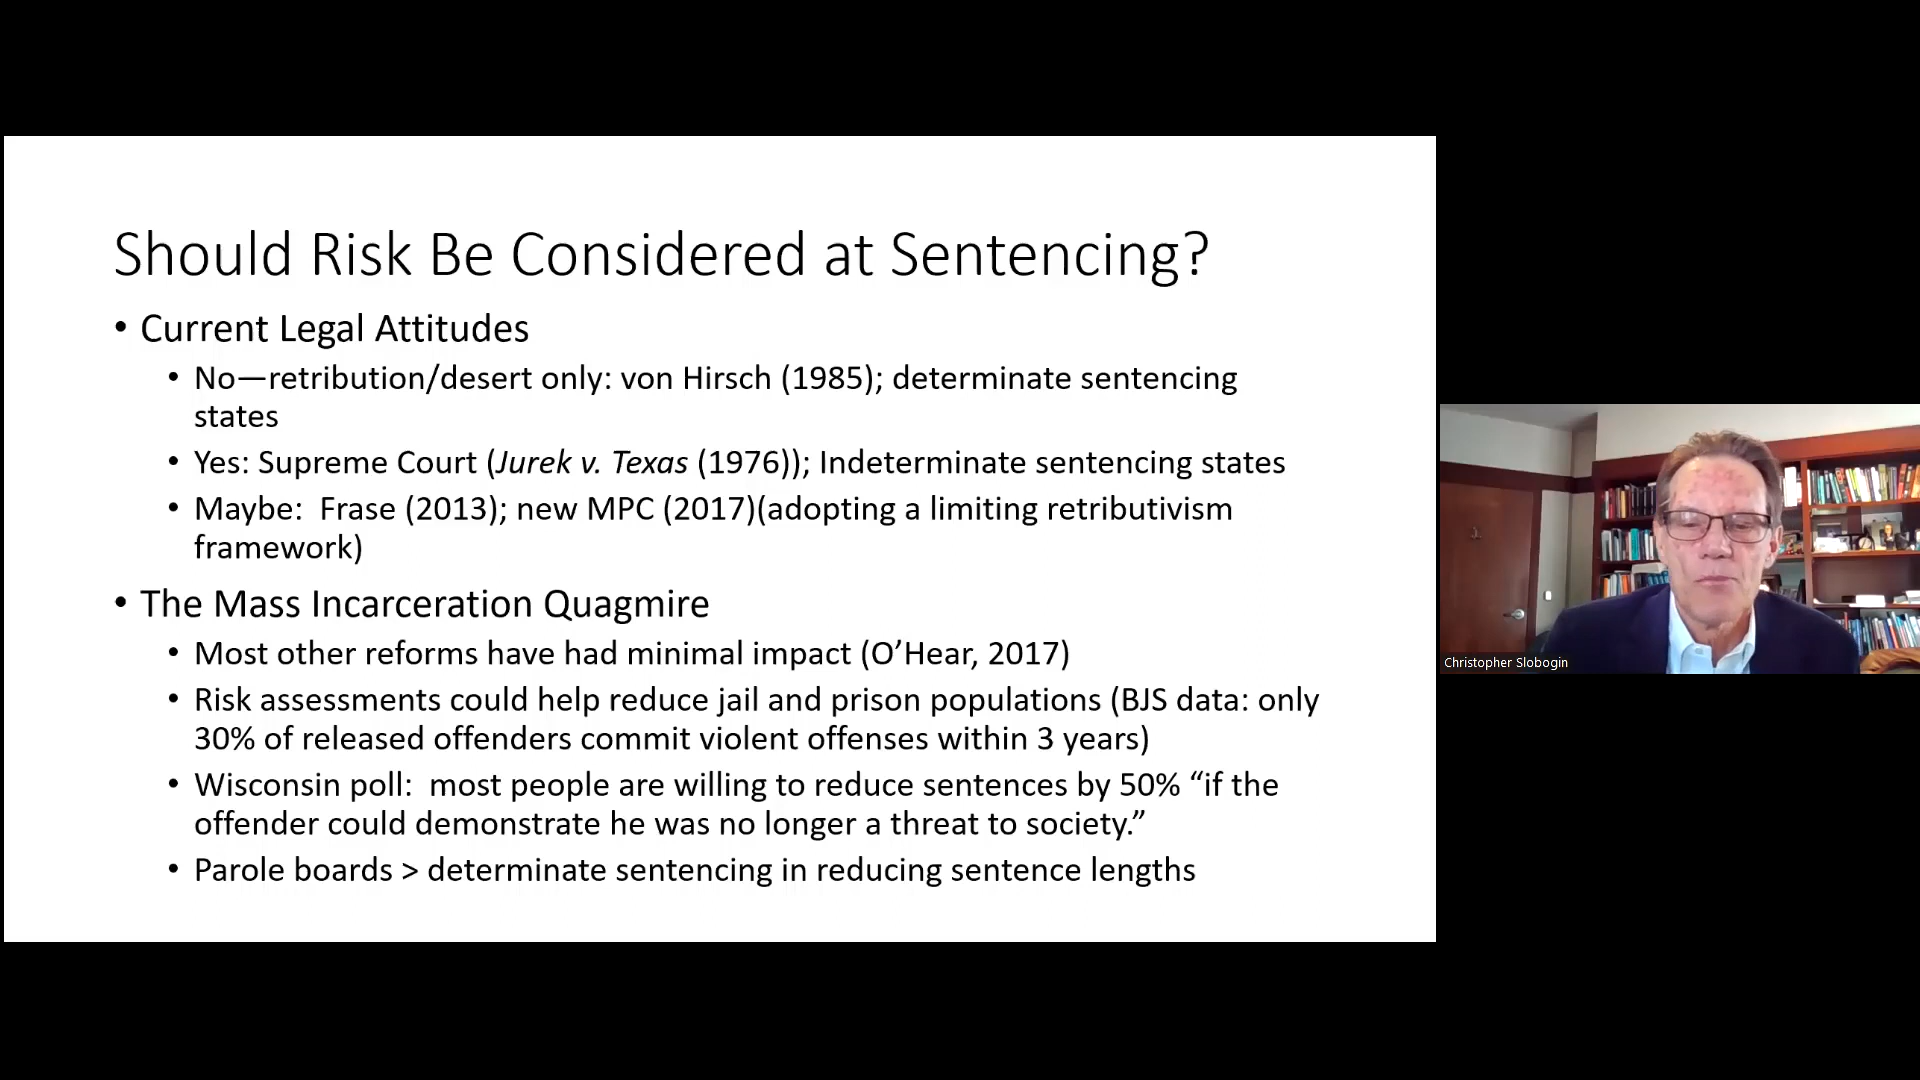 Should Risk Be Considered at Sentencing?
• Current Legal Attitudes
• No—retribution/desert only: von Hirsch (1985); determinate sentencing
states
• Yes: Supreme Court (Jurek v. Texas (1976)); Indeterminate sentencing states
• Maybe:  Frase (2013); new MPC (2017)(adopting a limiting retributivism
framework)
• The Mass Incarceration Quagmire
• Most other reforms have had minimal impact (O’Hear, 2017)
• Risk assessments could help reduce jail and prison populations (BJS data: only
30% of released offenders commit violent offenses within 3 years)
• Wisconsin poll:  most people are willing to reduce sentences by 50% “if the
offender could demonstrate he was no longer a threat to society.”
• Parole boards > determinate sentencing in reducing sentence lengths
Christopher Slobogin